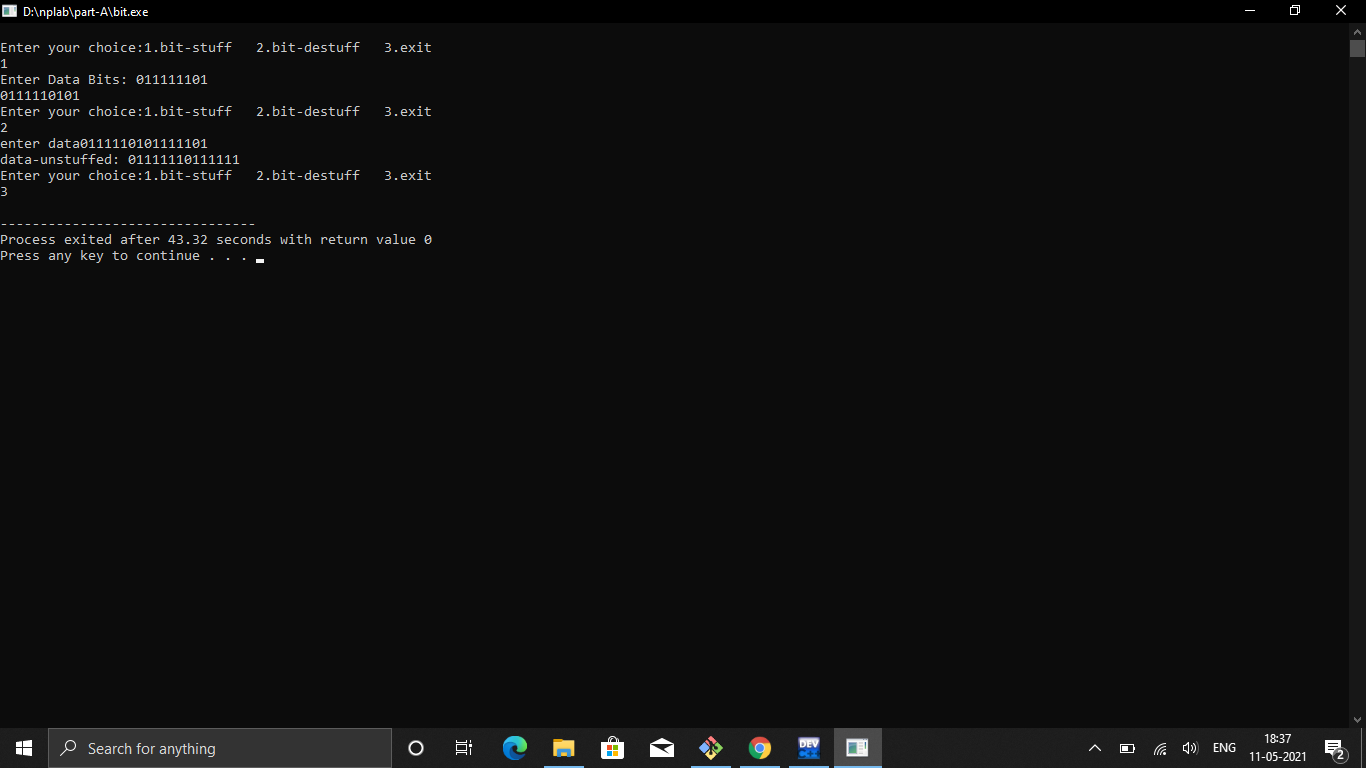 D:\nplab\part-A\bit.exe
Enter your choice:1.bit-stuff   2.bit-destuff   3.exit
1
Enter Data Bits: 011111101
0111110101
Enter your choice:1.bit-stuff   2.bit-destuff   3.exit
2
enter data0111110101111101
data-unstuffed: 01111110111111
Enter your choice:1.bit-stuff   2.bit-destuff   3.exit
3
--------------------------------
Process exited after 43.32 seconds with return value 0
Press any key to continue . . .
Search for anything
DEV
C++
ENG
18:37
11-05-2021
2